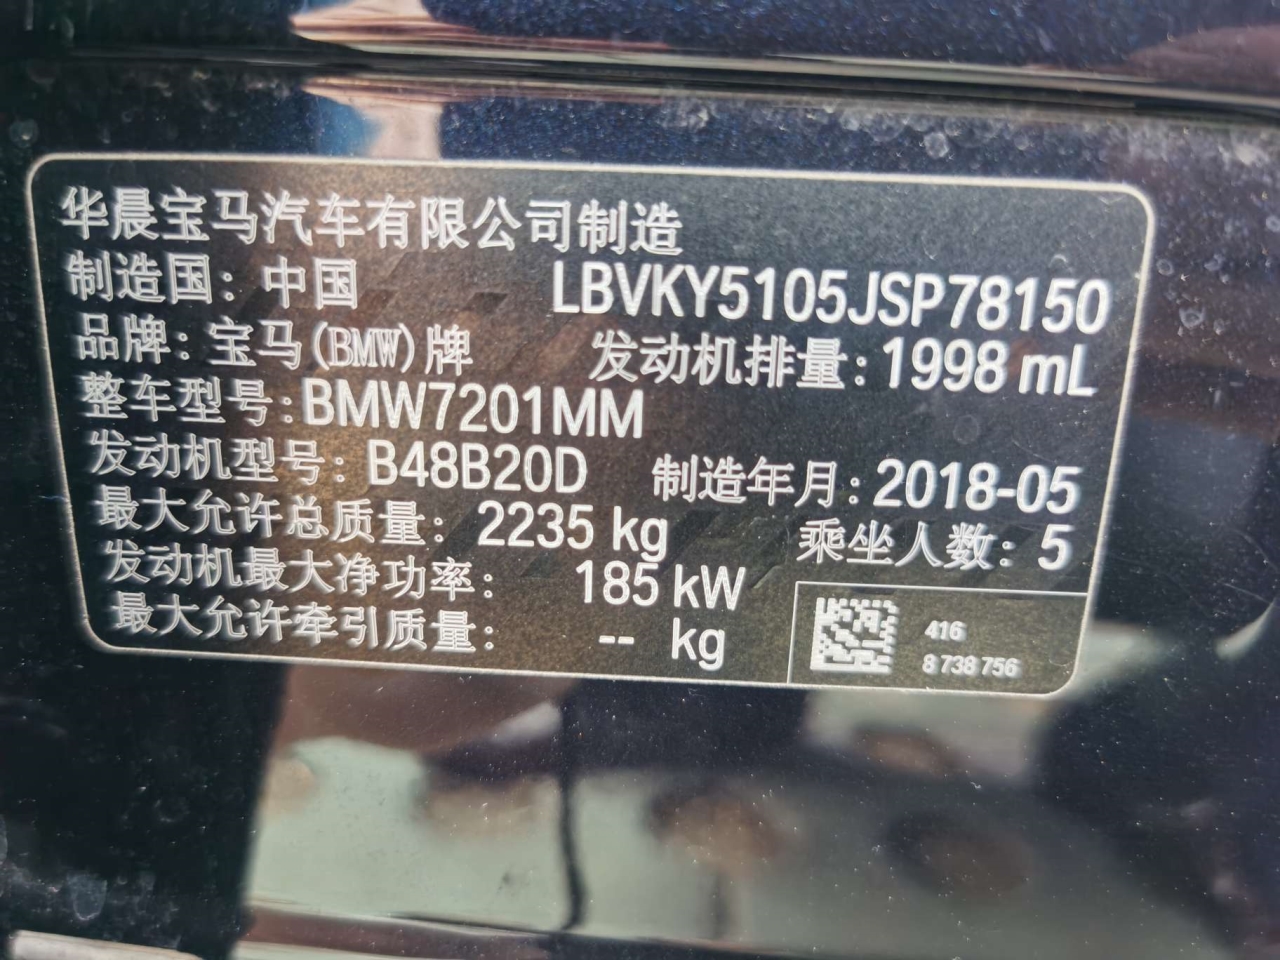 华晨宝马汽车有限公司制造
制造国：中国 LBVKY5105JSP78150
品牌：宝马(BMW)牌 发动机排量：1998 mL
整车型号：BMW7201MM
发动机型号：B48B20D 制造年月：2018-05
最大允许总质量：2235 kg 乘坐人数：5
发动机最大净功率：185 kW
最大允许牵引质量：-- kg
416
8 738 756